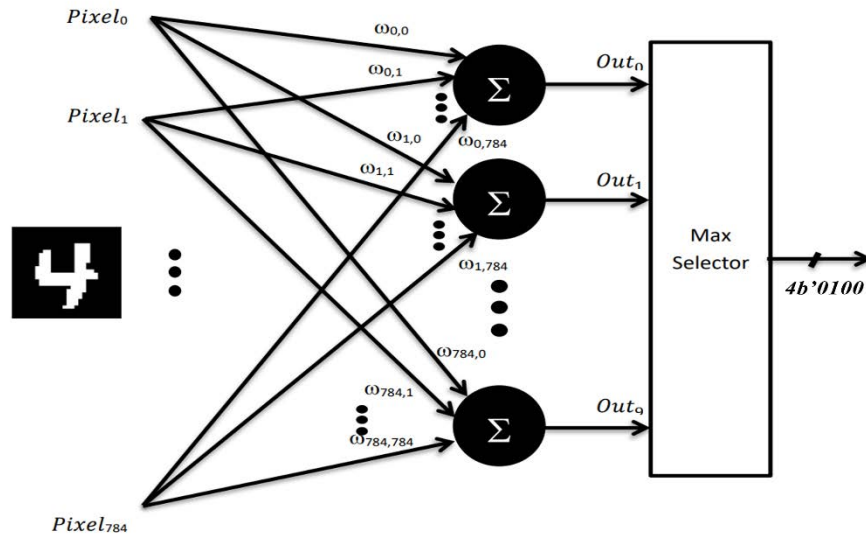 Pixel₀
ω₀,₀
ω₀,₁
Σ
Out₀
Pixel₁
ω₁,₀
ω₀,₇₈₄
ω₁,₁
Σ
Out₁
Max
Selector
ω₁,₇₈₄
4b'0100
ω₇₈₄,₀
ω₇₈₄,₁
Σ
Out₉
ω₇₈₄,₇₈₄
Pixel₇₈₄